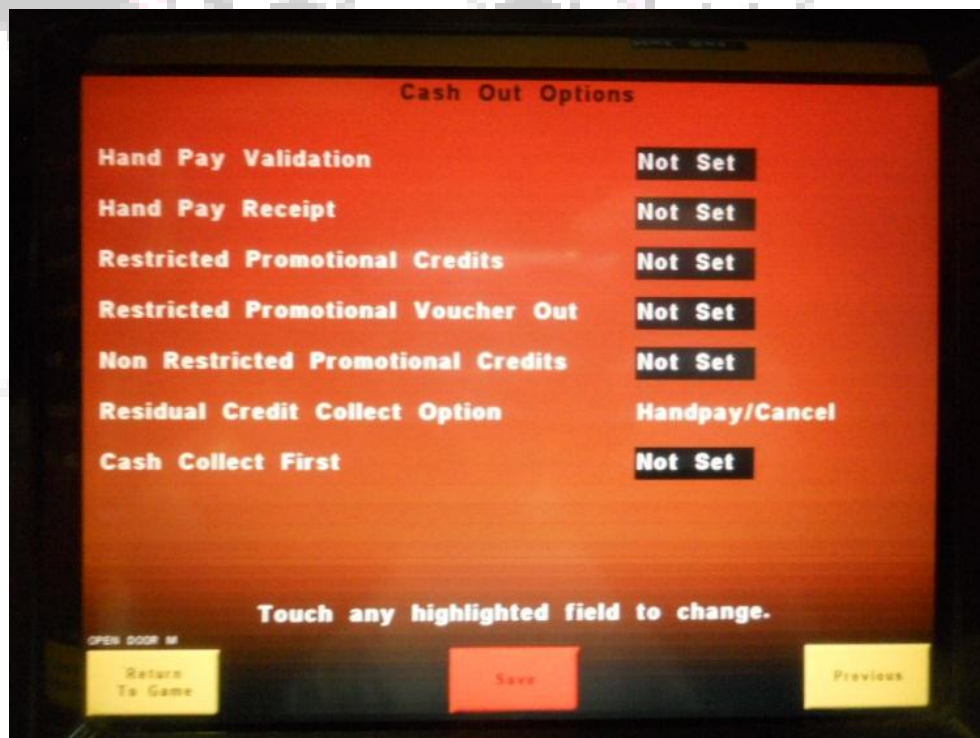 Cash Out Options
Hand Pay Validation Not Set
Hand Pay Receipt Not Set
Restricted Promotional Credits Not Set
Restricted Promotional Voucher Out Not Set
Non Restricted Promotional Credits Not Set
Residual Credit Collect Option Handpay/Cancel
Cash Collect First Not Set
Touch any highlighted field to change.
OPEN DOOR
Return
To Game
Save
Previous